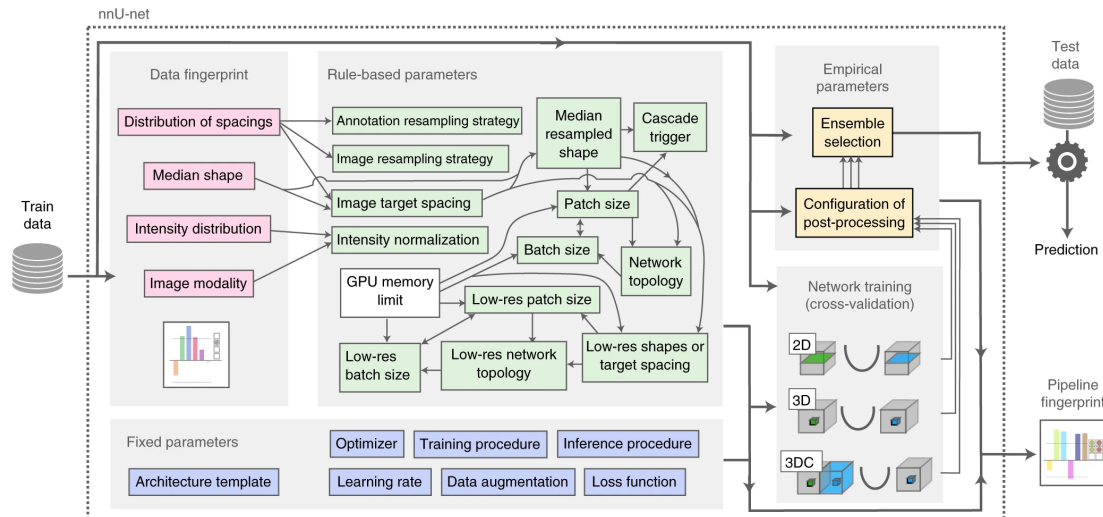 nnU-net
Data fingerprint
Distribution of spacings
Median shape
Intensity distribution
Image modality
Rule-based parameters
Annotation resampling strategy
Image resampling strategy
Image target spacing
Intensity normalization
Median
resampled
shape
Cascade
trigger
Patch size
Batch size
Network
topology
GPU memory
limit
Low-res patch size
Low-res
batch size
Low-res network
topology
Low-res shapes or
target spacing
Fixed parameters
Optimizer
Training procedure
Inference procedure
Architecture template
Learning rate
Data augmentation
Loss function
Empirical
parameters
Ensemble
selection
Configuration of
post-processing
Network training
(cross-validation)
2D
3D
3DC
Train
data
Test
data
Prediction
Pipeline
fingerprint